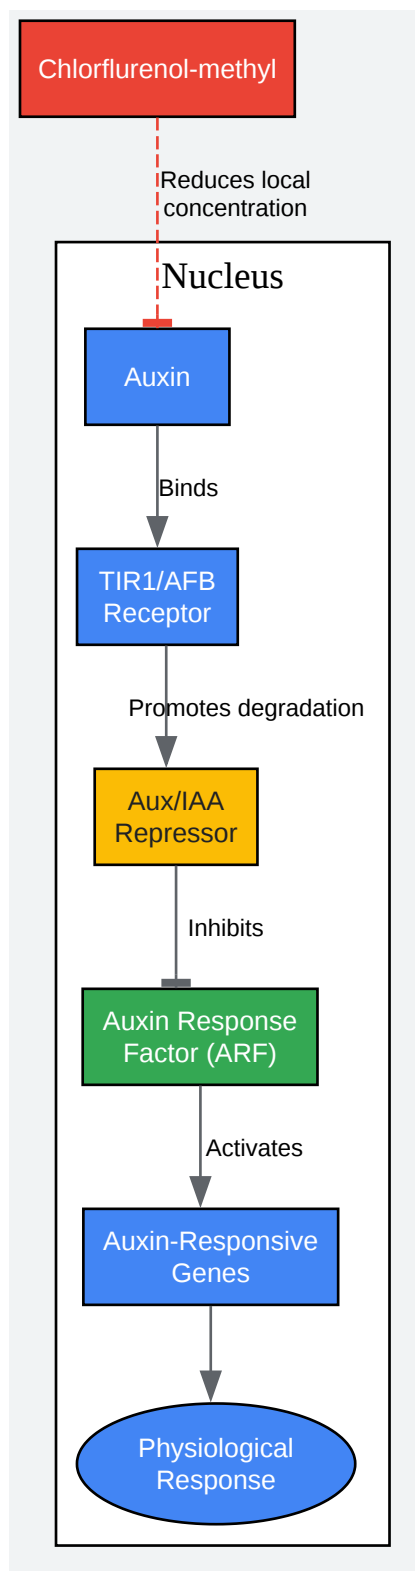 Chlorflurenol-methyl
Reduces local
concentration
Nucleus
Auxin
Binds
TIR1/AFB
Receptor
Promotes degradation
Aux/IAA
Repressor
Inhibits
Auxin Response
Factor (ARF)
Activates
Auxin-Responsive
Genes
Physiological
Response